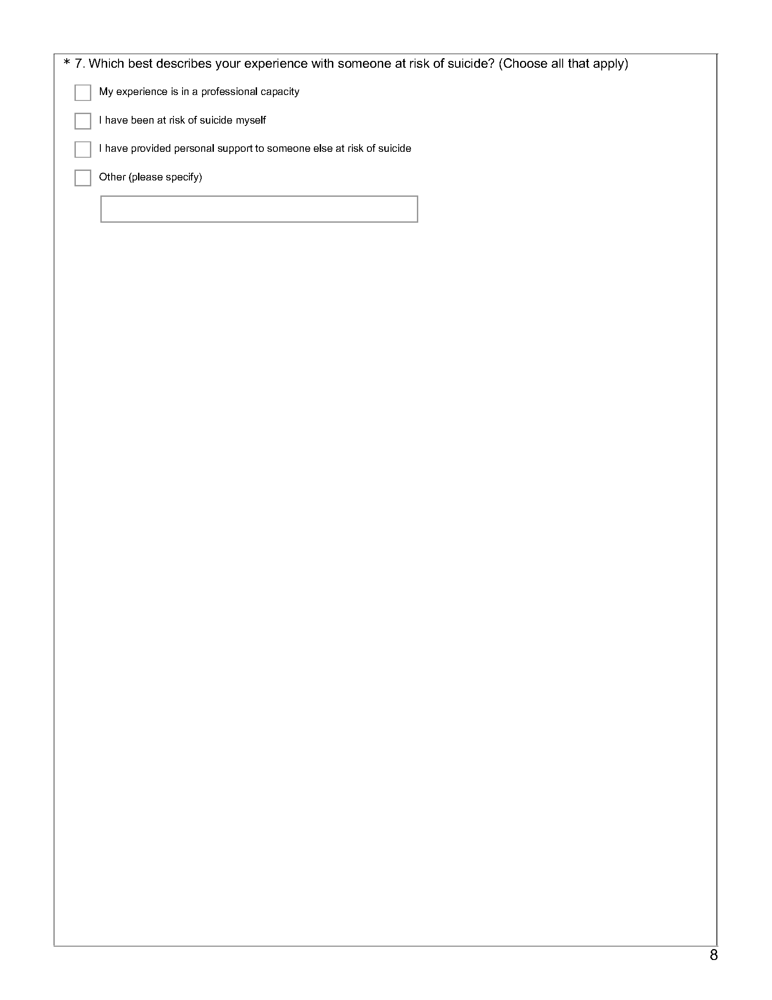 * 7. Which best describes your experience with someone at risk of suicide? (Choose all that apply)
My experience is in a professional capacity
I have been at risk of suicide myself
I have provided personal support to someone else at risk of suicide
Other (please specify)
8